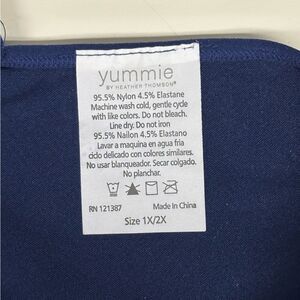 yummie
BY HEATHER THOMSON®
95.5% Nylon 4.5% Elastane
Machine wash cold, gentle cycle
with like colors. Do not bleach.
Line dry. Do not iron
95.5% Nailon 4.5% Elastano
Lavar a maquina en agua fria
ciclo delicado con colores similares.
No usar blanqueador. Secar colgado.
No planchar.
RN 121387 Made In China
Size 1X/2X